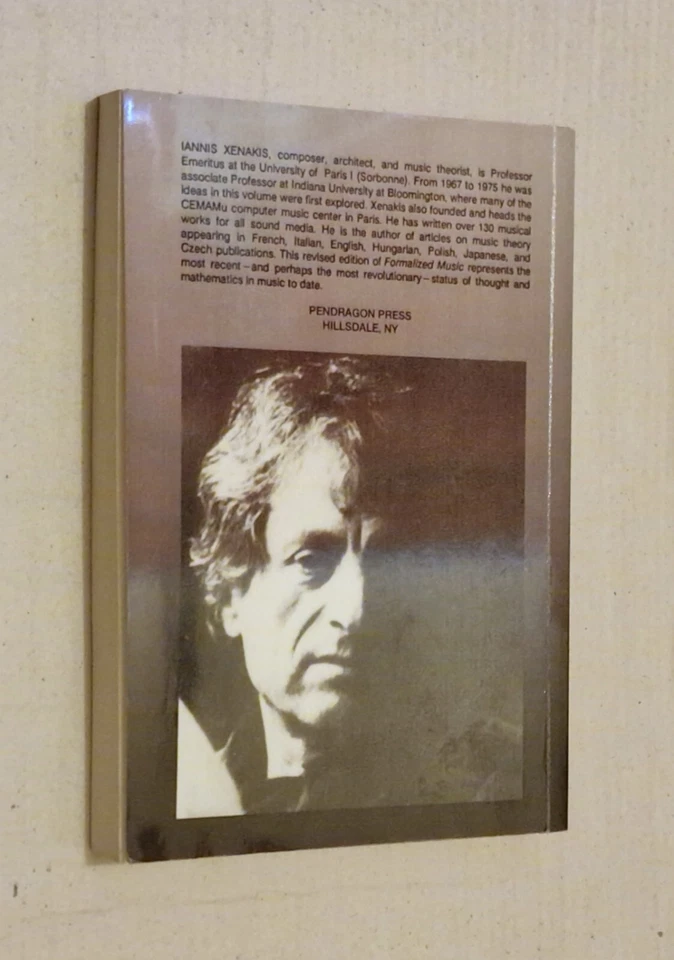 IANNIS XENAKIS, composer, architect, and music theorist, is Professor
Emeritus at the University of Paris I (Sorbonne). From 1967 to 1975 he was
associate Professor at Indiana University at Bloomington, where many of the
ideas in this volume were first explored. Xenakis also founded and heads the
CEMAMu computer music center in Paris. He has written over 130 musical
works for all sound media. He is the author of articles on music theory
appearing in French, Italian, English, Hungarian, Polish, Japanese, and
Czech publications. This revised edition of Formalized Music represents the
most recent—and perhaps the most revolutionary—status of thought and
mathematics in music to date.
PENDRAGON PRESS
HILLSDALE, NY